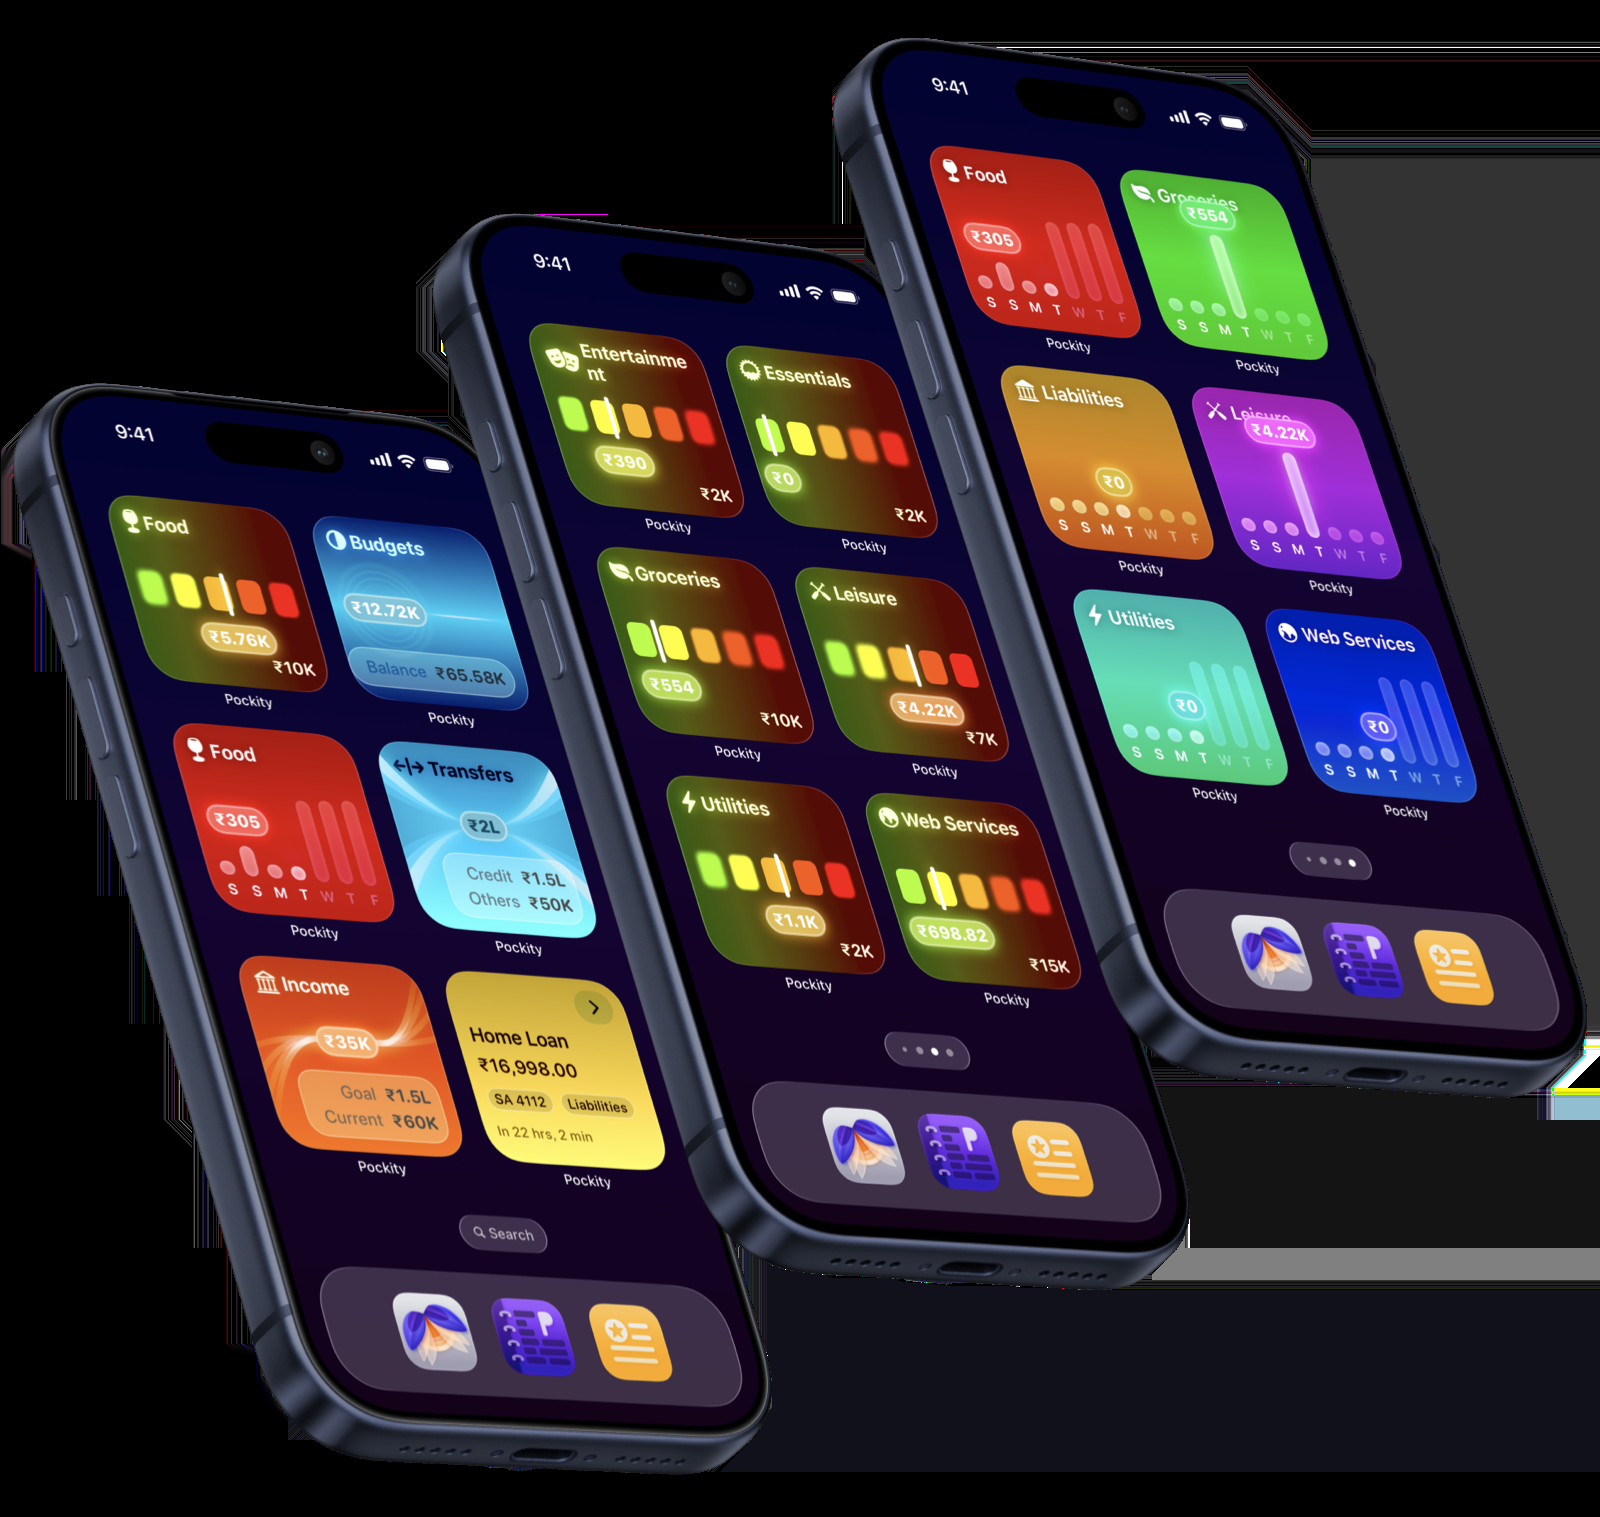 9:41
Food
₹5.76K
₹10K
Pockity
Budgets
₹12.72K
Balance ₹65.58K
Pockity
Food
₹305
S S M T W T F
Pockity
Transfers
₹2L
Credit ₹1.5L
Others ₹50K
Pockity
Income
₹35K
Goal ₹1.5L
Current ₹60K
Pockity
Home Loan
₹16,998.00
SA 4112 Liabilities
In 22 hrs, 2 min
Pockity
Search
P
9:41
Entertainme
nt
₹390
₹2K
Pockity
Essentials
₹0
₹2K
Pockity
Groceries
₹554
₹10K
Pockity
Leisure
₹4.22K
₹7K
Pockity
Utilities
₹1.1K
₹2K
Pockity
Web Services
₹698.82
₹15K
Pockity
P
9:41
Food
₹305
S S M T W T F
Pockity
Groceries
₹554
S S M T W T F
Pockity
Liabilities
₹0
S S M T W T F
Pockity
Leisure
₹4.22K
S S M T W T F
Pockity
Utilities
₹0
S S M T W T F
Pockity
Web Services
₹0
S S M T W T F
Pockity
P